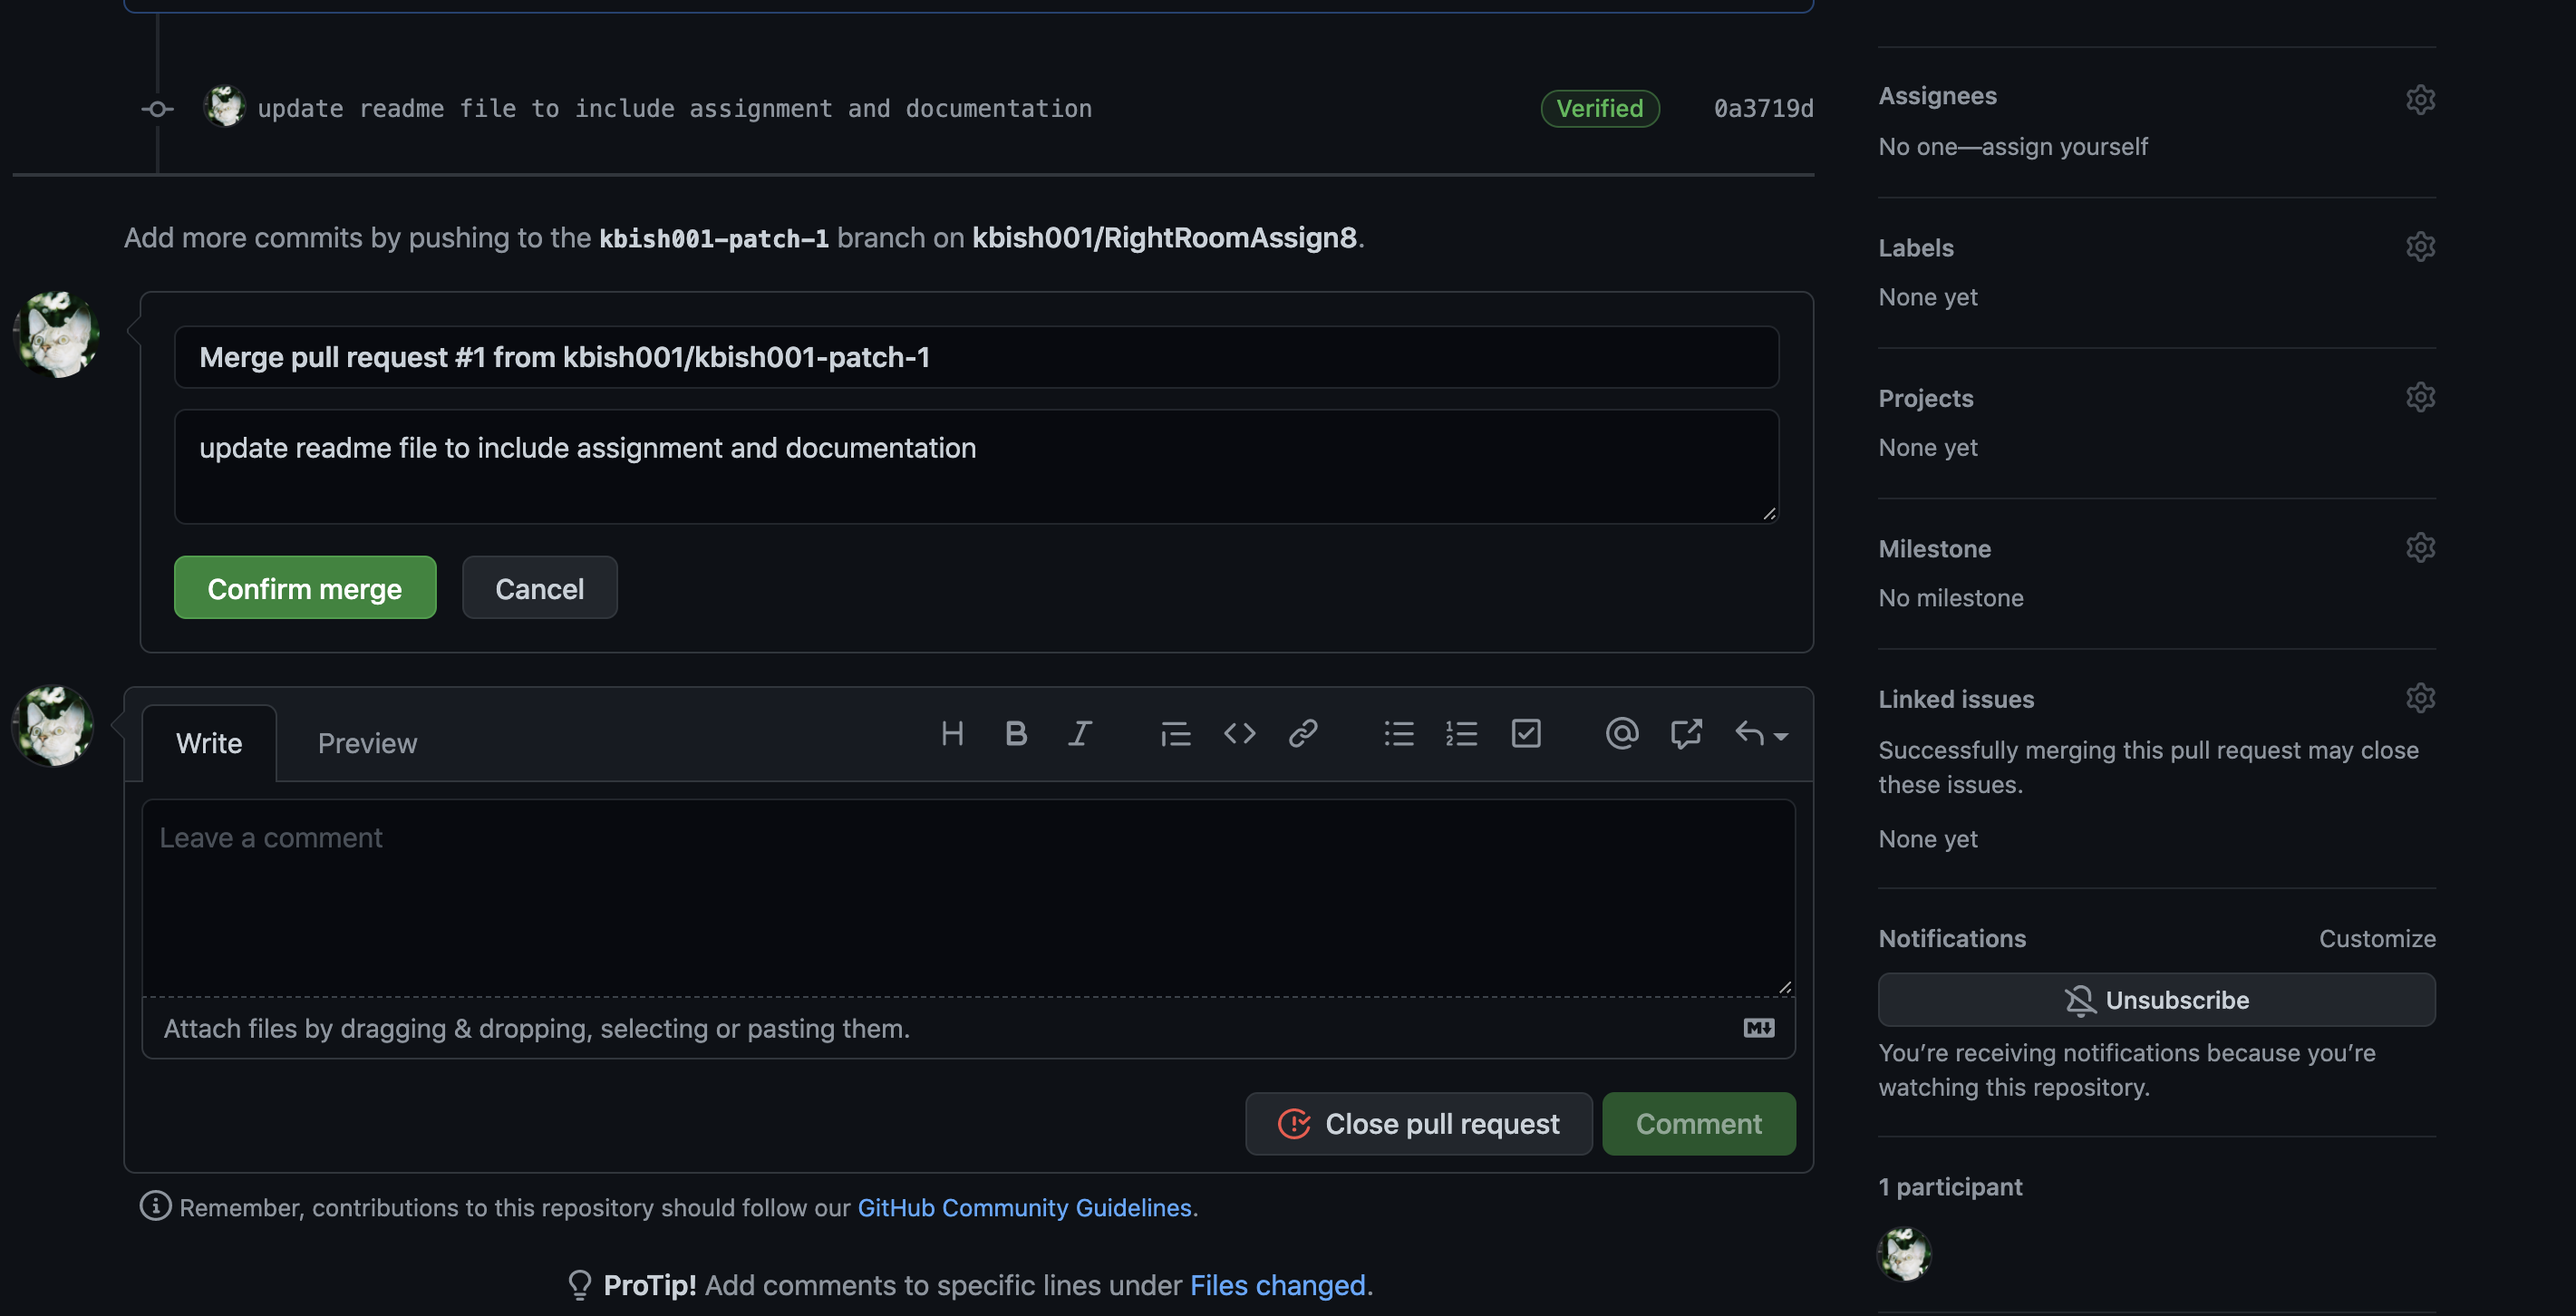 update readme file to include assignment and documentation
Verified
0a3719d
Add more commits by pushing to the kbish001-patch-1 branch on kbish001/RightRoomAssign8.
Merge pull request #1 from kbish001/kbish001-patch-1
update readme file to include assignment and documentation
Confirm merge
Cancel
Write
Preview
Leave a comment
Attach files by dragging & dropping, selecting or pasting them.
Close pull request
Comment
Remember, contributions to this repository should follow our GitHub Community Guidelines.
ProTip! Add comments to specific lines under Files changed.
Assignees
No one—assign yourself
Labels
None yet
Projects
None yet
Milestone
No milestone
Linked issues
Successfully merging this pull request may close
these issues.
None yet
Notifications
Customize
Unsubscribe
You’re receiving notifications because you’re
watching this repository.
1 participant